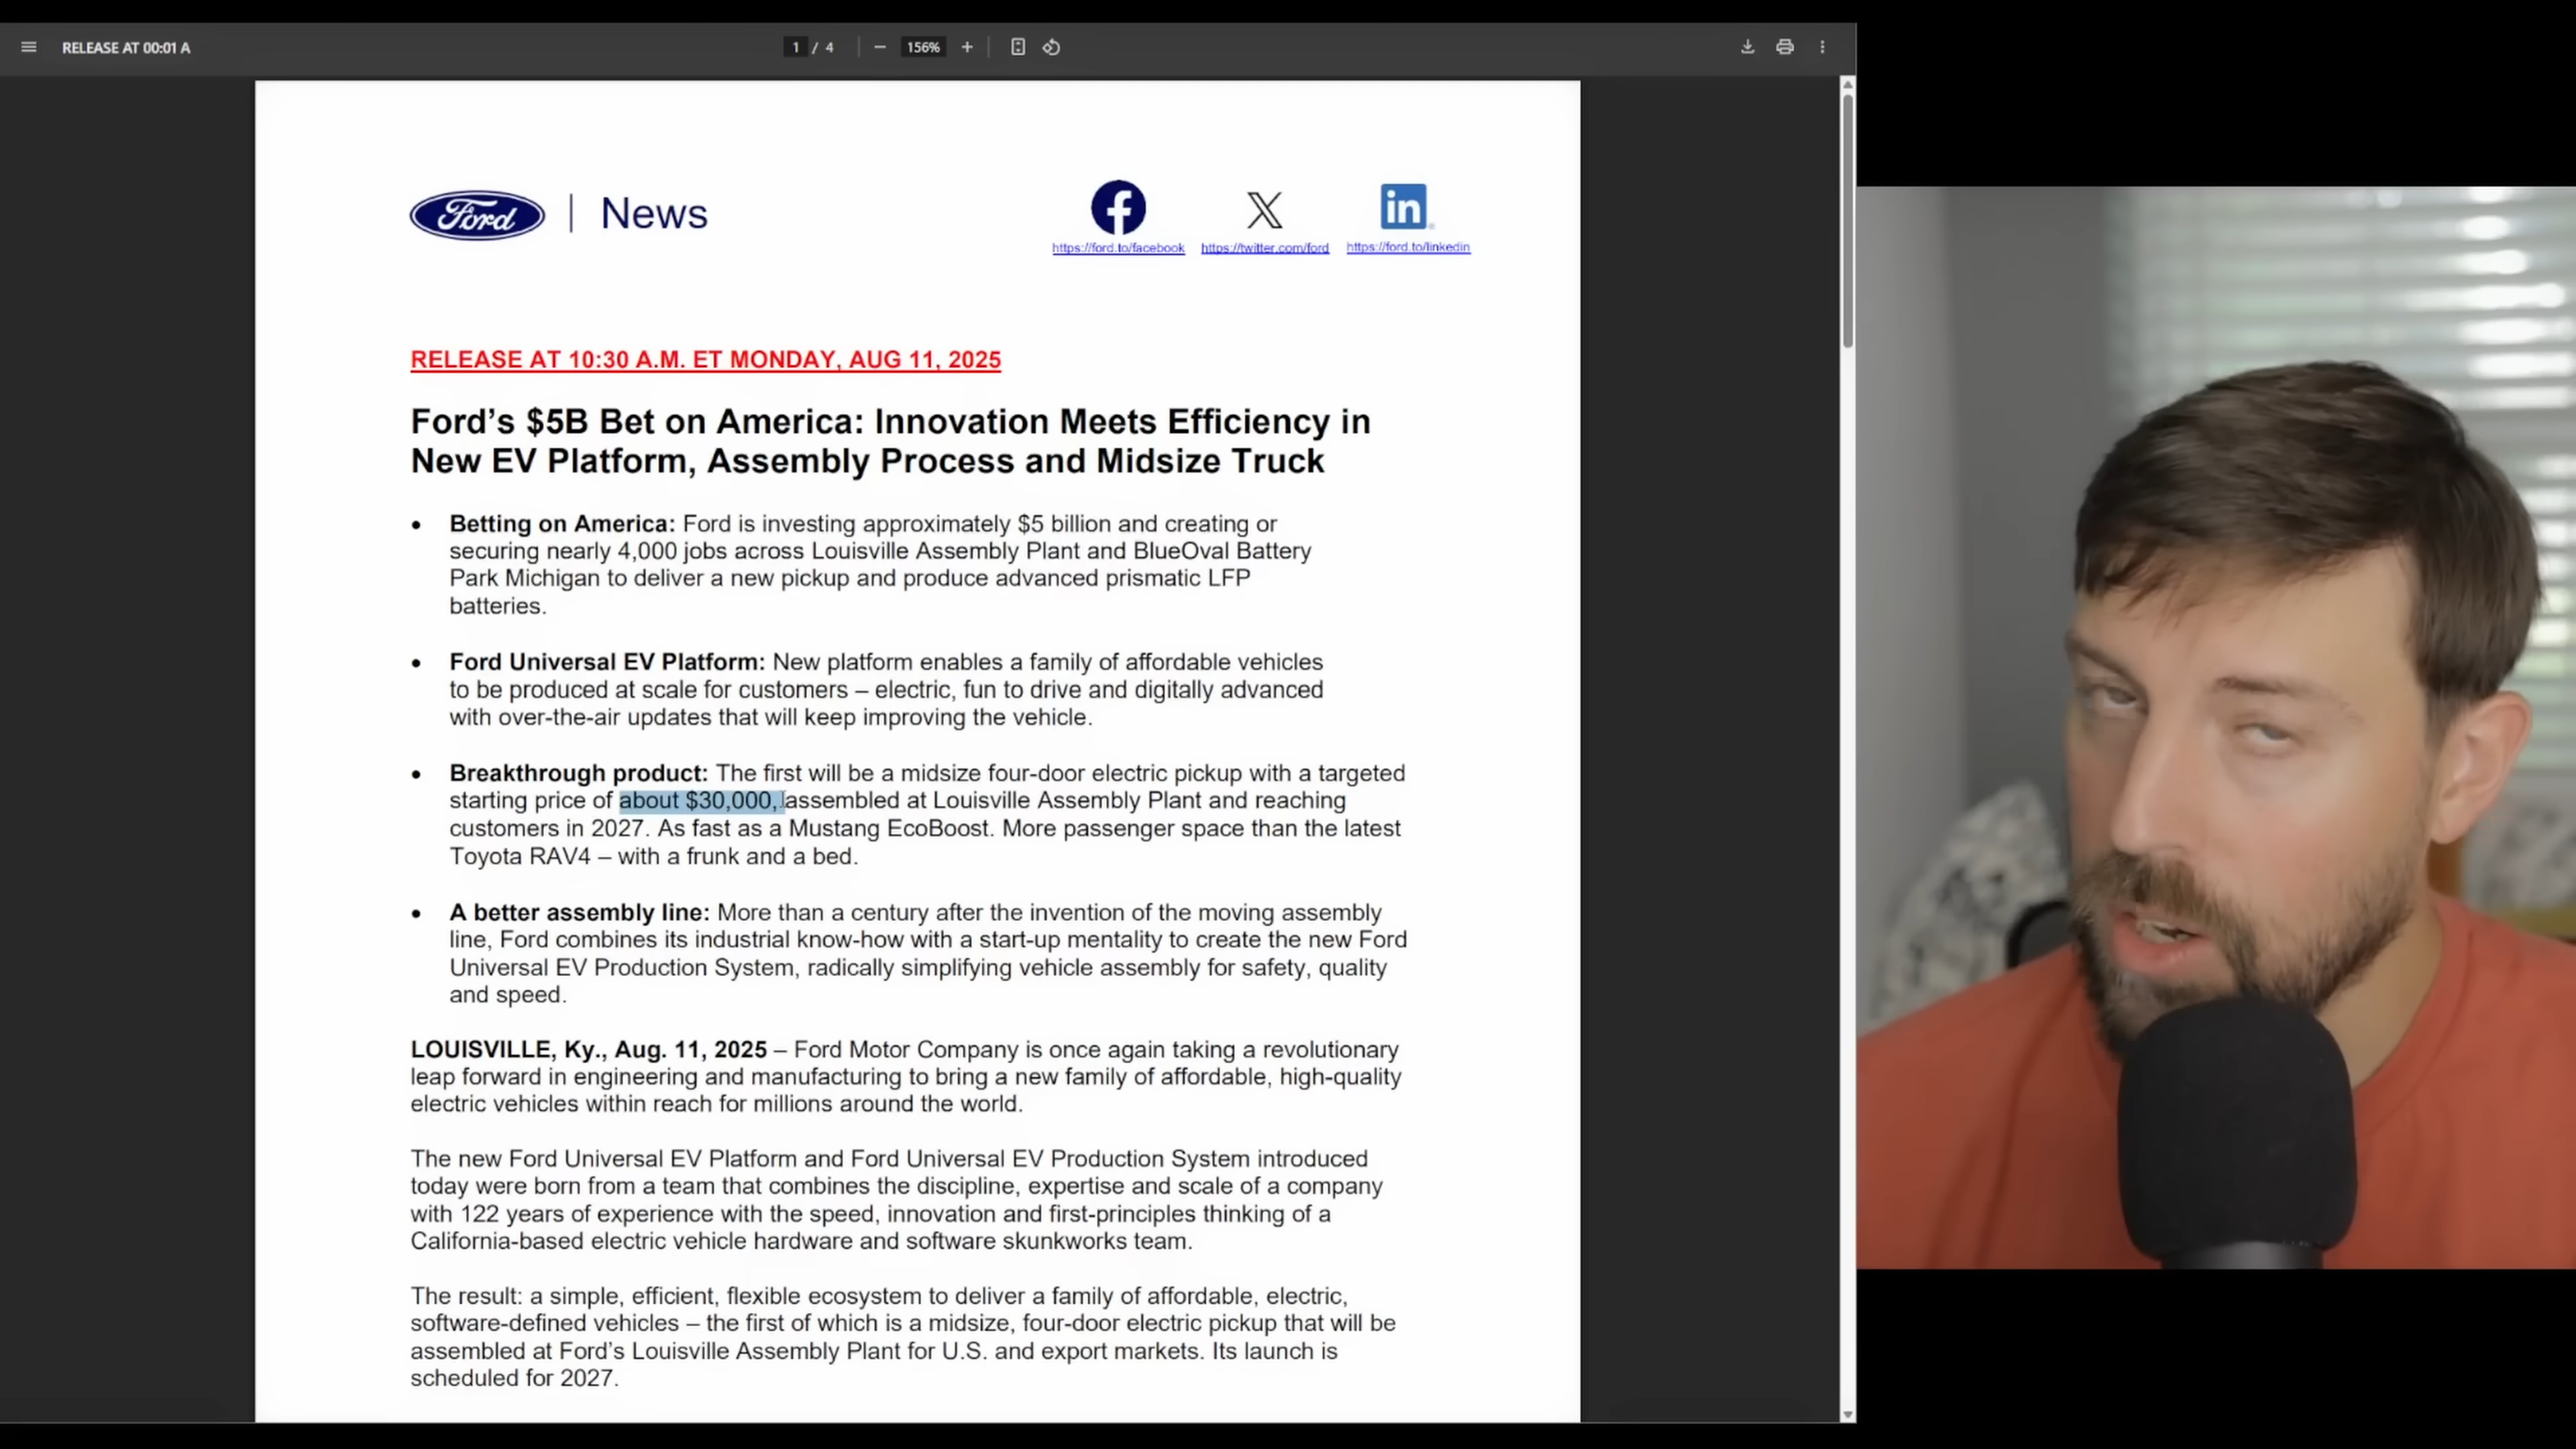 RELEASE AT 00:01 A
1 / 4
156%
Ford
News
https://ford.to/facebook
https://twitter.com/ford
https://ford.to/linkedin
RELEASE AT 10:30 A.M. ET MONDAY, AUG 11, 2025
Ford’s $5B Bet on America: Innovation Meets Efficiency in
New EV Platform, Assembly Process and Midsize Truck
• Betting on America: Ford is investing approximately $5 billion and creating or
securing nearly 4,000 jobs across Louisville Assembly Plant and BlueOval Battery
Park Michigan to deliver a new pickup and produce advanced prismatic LFP
batteries.
• Ford Universal EV Platform: New platform enables a family of affordable vehicles
to be produced at scale for customers – electric, fun to drive and digitally advanced
with over-the-air updates that will keep improving the vehicle.
• Breakthrough product: The first will be a midsize four-door electric pickup with a targeted
starting price of about $30,000, assembled at Louisville Assembly Plant and reaching
customers in 2027. As fast as a Mustang EcoBoost. More passenger space than the latest
Toyota RAV4 – with a frunk and a bed.
• A better assembly line: More than a century after the invention of the moving assembly
line, Ford combines its industrial know-how with a start-up mentality to create the new Ford
Universal EV Production System, radically simplifying vehicle assembly for safety, quality
and speed.
LOUISVILLE, Ky., Aug. 11, 2025 – Ford Motor Company is once again taking a revolutionary
leap forward in engineering and manufacturing to bring a new family of affordable, high-quality
electric vehicles within reach for millions around the world.
The new Ford Universal EV Platform and Ford Universal EV Production System introduced
today were born from a team that combines the discipline, expertise and scale of a company
with 122 years of experience with the speed, innovation and first-principles thinking of a
California-based electric vehicle hardware and software skunkworks team.
The result: a simple, efficient, flexible ecosystem to deliver a family of affordable, electric,
software-defined vehicles – the first of which is a midsize, four-door electric pickup that will be
assembled at Ford’s Louisville Assembly Plant for U.S. and export markets. Its launch is
scheduled for 2027.